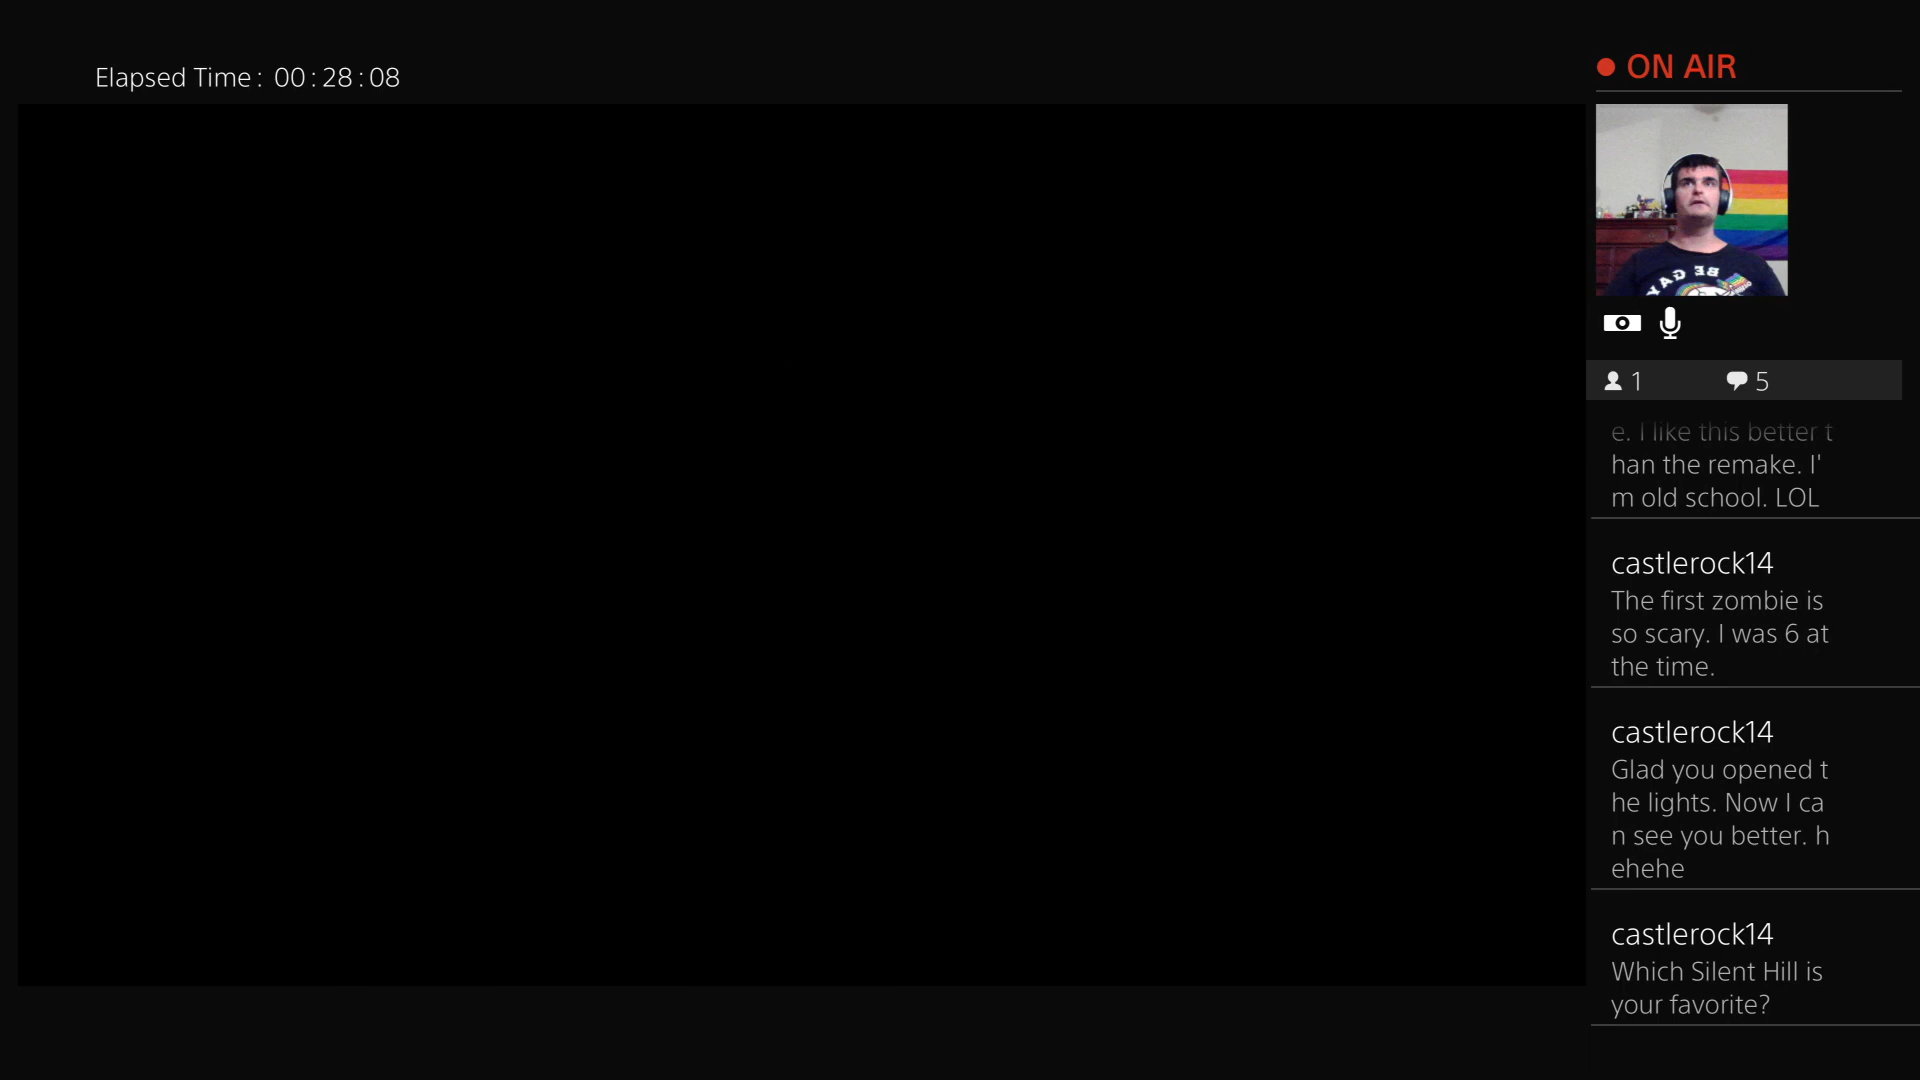 Elapsed Time : 00 : 28 : 08
ON AIR
BE GAY
1
5
e. I like this better t
han the remake. I'
m old school. LOL
castlerock14
The first zombie is
so scary. I was 6 at
the time.
castlerock14
Glad you opened t
he lights. Now I ca
n see you better. h
ehehe
castlerock14
Which Silent Hill is
your favorite?